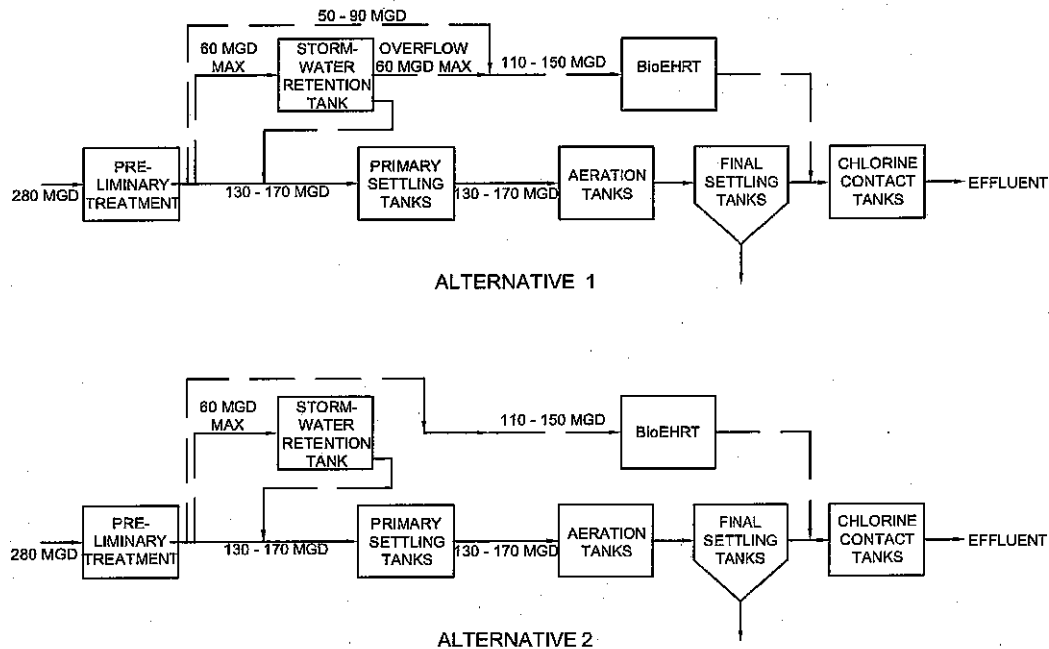 50 - 90 MGD
60 MGD
MAX
STORM-
WATER
RETENTION
TANK
OVERFLOW
60 MGD MAX
110 - 150 MGD
BioEHRT
280 MGD
PRE-
LIMINARY
TREATMENT
130 - 170 MGD
PRIMARY
SETTLING
TANKS
130 - 170 MGD
AERATION
TANKS
FINAL
SETTLING
TANKS
CHLORINE
CONTACT
TANKS
EFFLUENT
ALTERNATIVE 1
60 MGD
MAX
STORM-
WATER
RETENTION
TANK
110 - 150 MGD
BioEHRT
280 MGD
PRE-
LIMINARY
TREATMENT
130 - 170 MGD
PRIMARY
SETTLING
TANKS
130 - 170 MGD
AERATION
TANKS
FINAL
SETTLING
TANKS
CHLORINE
CONTACT
TANKS
EFFLUENT
ALTERNATIVE 2